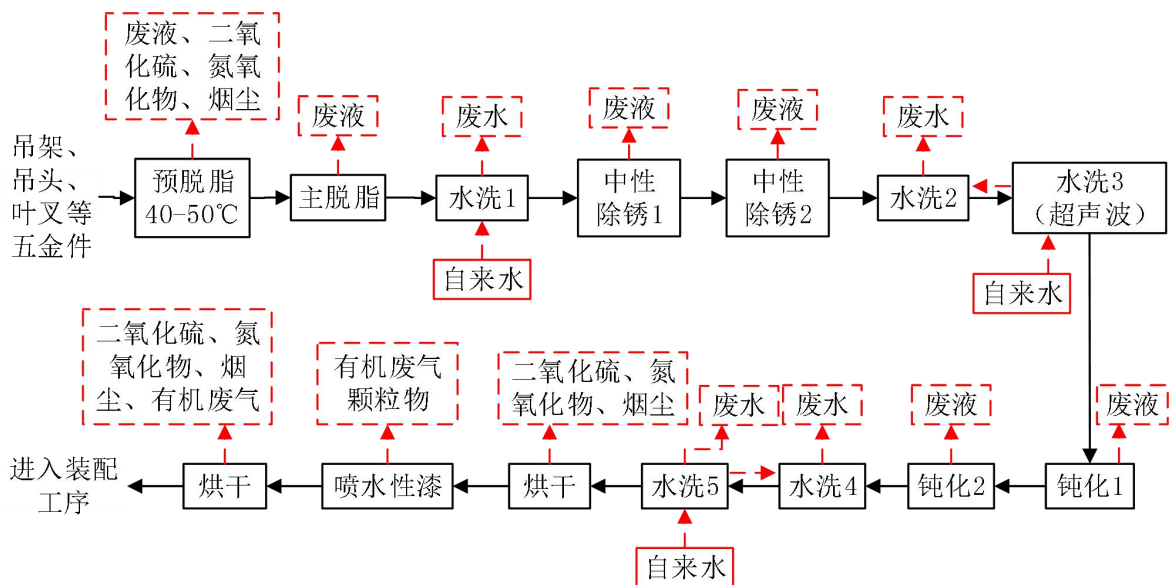 废液、二氧
化硫、氮氧
化物、烟尘
废液
废水
废液
废液
废水
吊架、
吊头、
叶叉等
五金件
预脱脂
40-50℃
主脱脂
水洗1
中性
除锈1
中性
除锈2
水洗2
水洗3
（超声波）
自来水
自来水
二氧化硫、氮
氧化物、烟
尘、有机废气
有机废气
颗粒物
二氧化硫、氮
氧化物、烟尘
废水
废水
废液
废液
进入装配
工序
烘干
喷水性漆
烘干
水洗5
水洗4
钝化2
钝化1
自来水